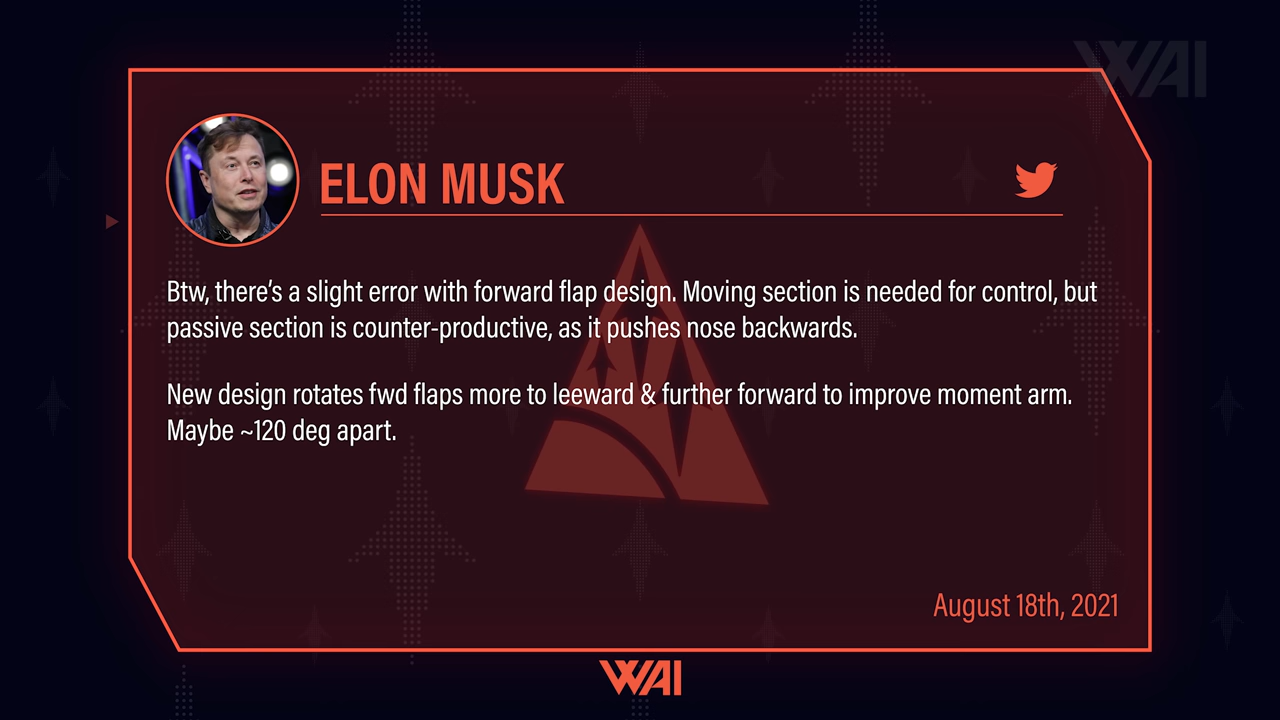 WAI
ELON MUSK
Btw, there's a slight error with forward flap design. Moving section is needed for control, but
passive section is counter-productive, as it pushes nose backwards.
New design rotates fwd flaps more to leeward & further forward to improve moment arm.
Maybe ~120 deg apart.
August 18th, 2021
WAI